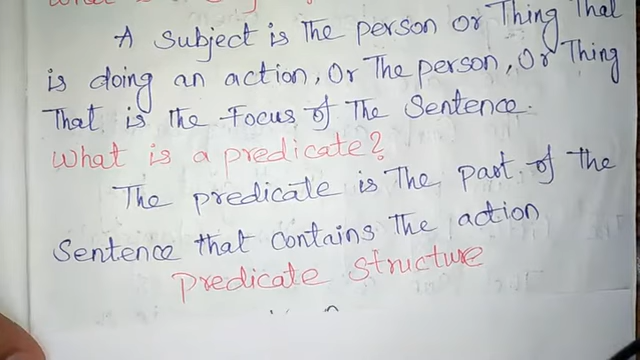 A Subject is The person Or Thing That
is doing an action, Or The person, Or Thing
That is The Focus of The Sentence.
What is a predicate?
The predicate is The part of The
Sentence that contains The action
Predicate Structure